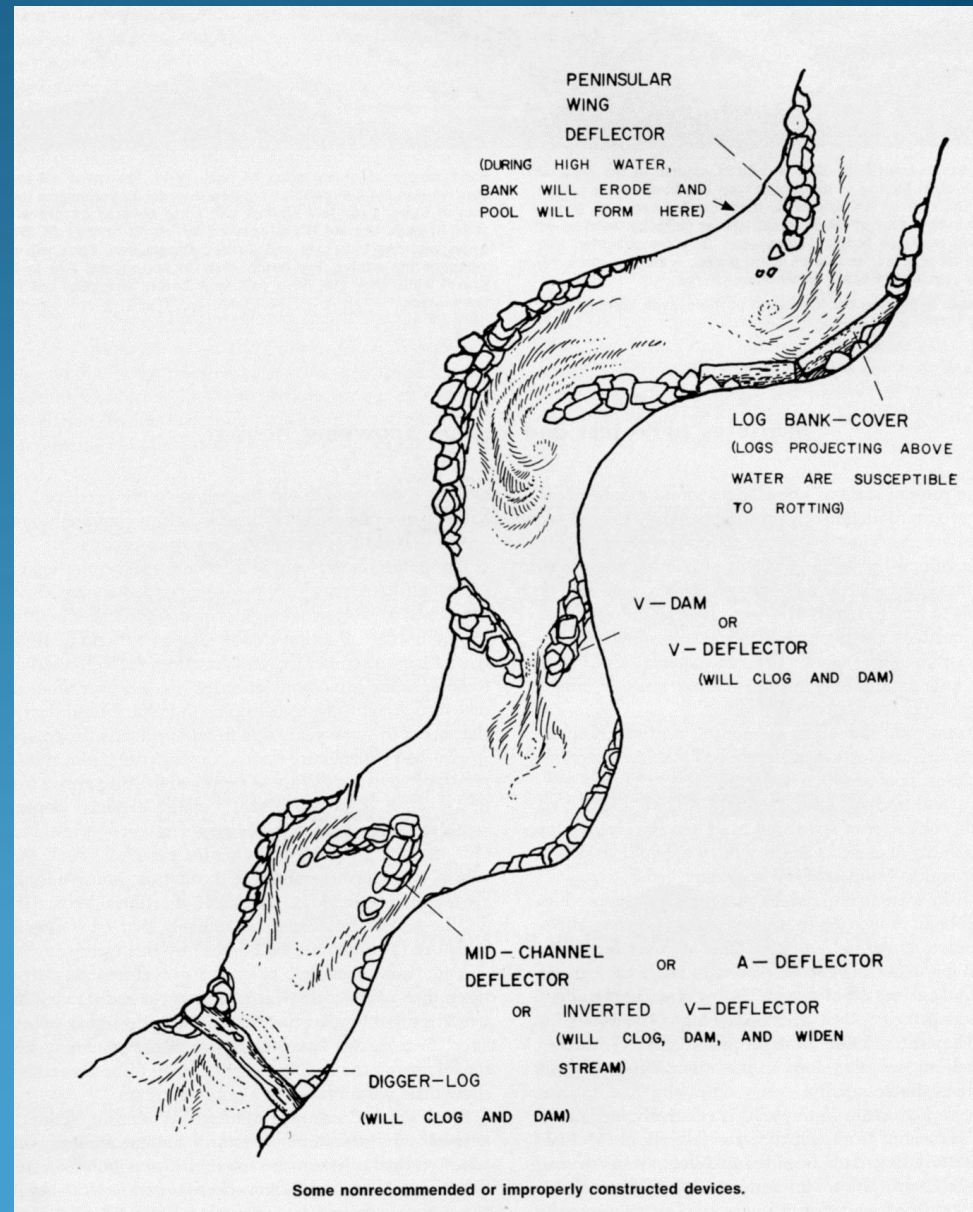 PENINSULAR
WING
DEFLECTOR
(DURING HIGH WATER,
BANK WILL ERODE AND
POOL WILL FORM HERE)
LOG BANK–COVER
(LOGS PROJECTING ABOVE
WATER ARE SUSCEPTIBLE
TO ROTTING)
V–DAM
OR
V–DEFLECTOR
(WILL CLOG AND DAM)
MID–CHANNEL DEFLECTOR OR A–DEFLECTOR
OR INVERTED V–DEFLECTOR
(WILL CLOG, DAM, AND WIDEN
STREAM)
DIGGER–LOG
(WILL CLOG AND DAM)
Some nonrecommended or improperly constructed devices.